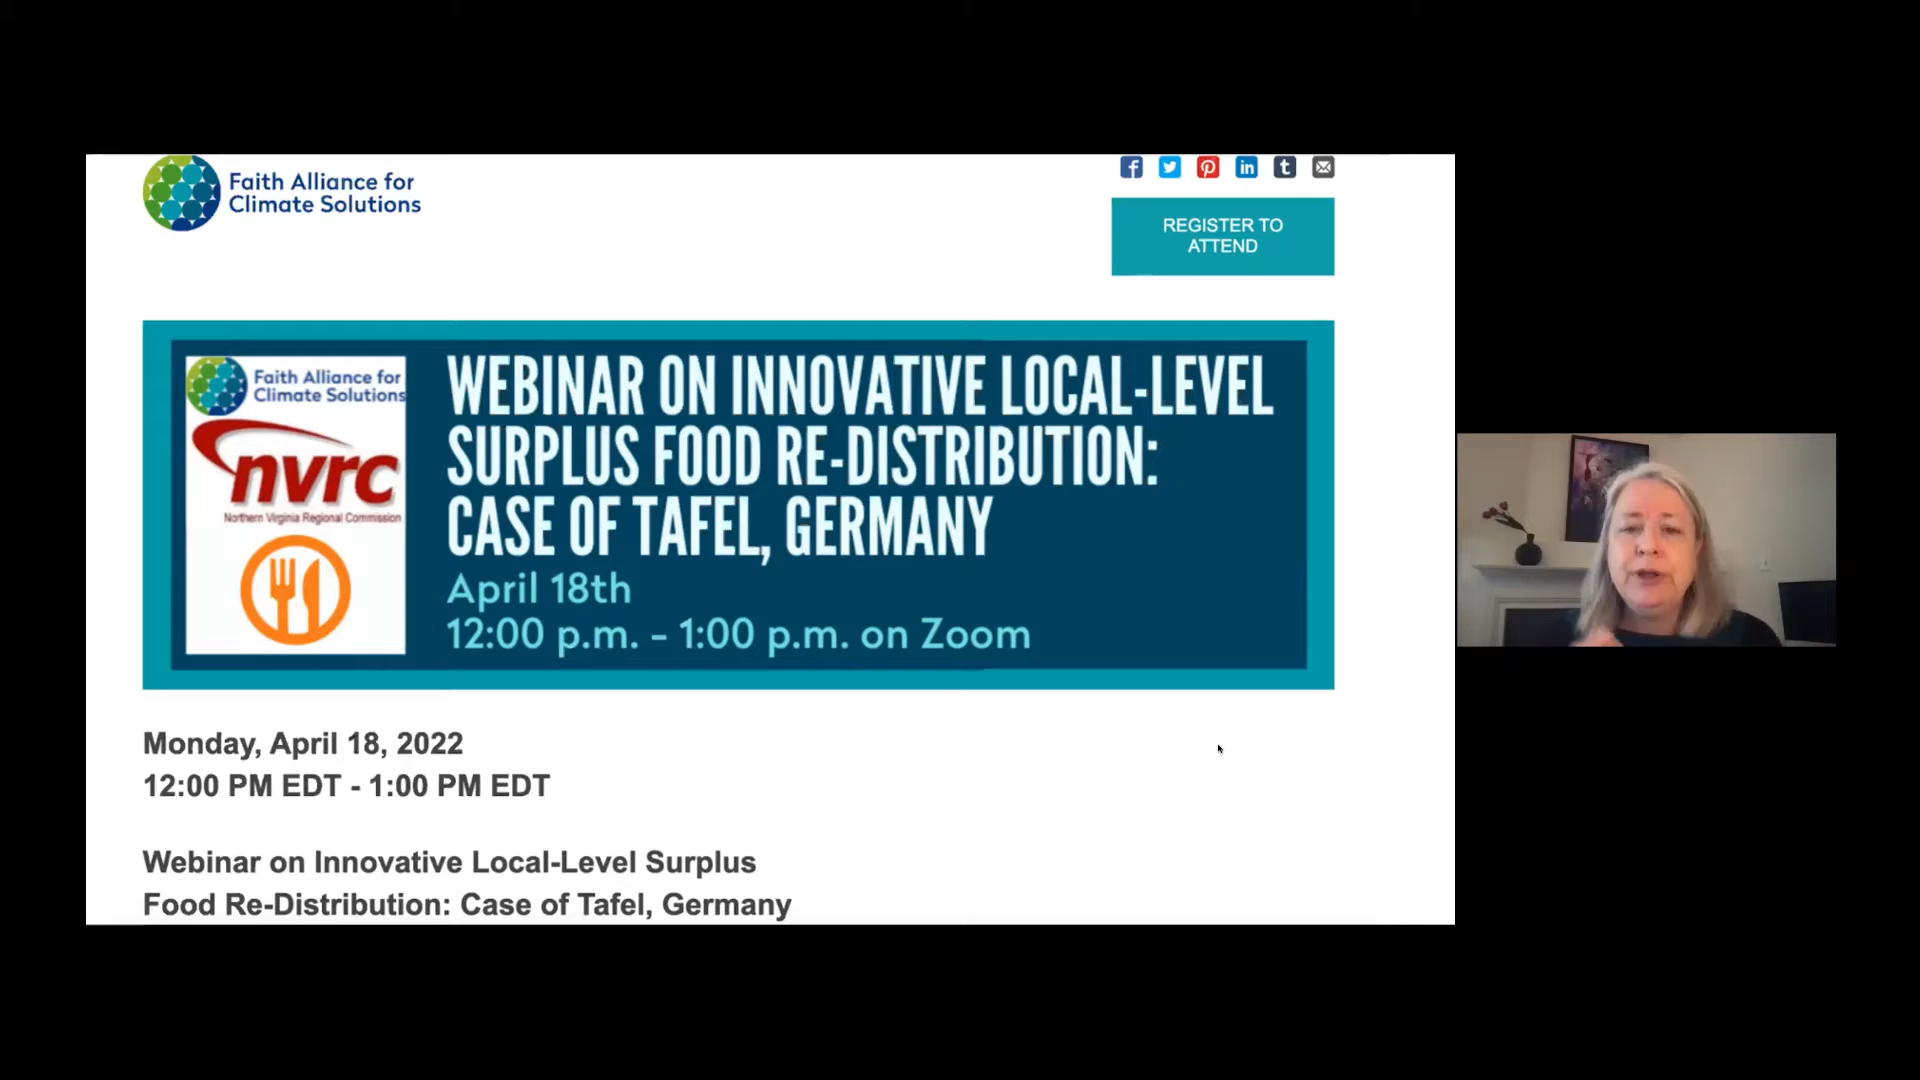 Faith Alliance for
Climate Solutions
REGISTER TO
ATTEND
Faith Alliance for
Climate Solutions
nvrc
Northern Virginia Regional Commission
WEBINAR ON INNOVATIVE LOCAL-LEVEL
SURPLUS FOOD RE-DISTRIBUTION:
CASE OF TAFEL, GERMANY
April 18th
12:00 p.m. - 1:00 p.m. on Zoom
Monday, April 18, 2022
12:00 PM EDT - 1:00 PM EDT
Webinar on Innovative Local-Level Surplus
Food Re-Distribution: Case of Tafel, Germany